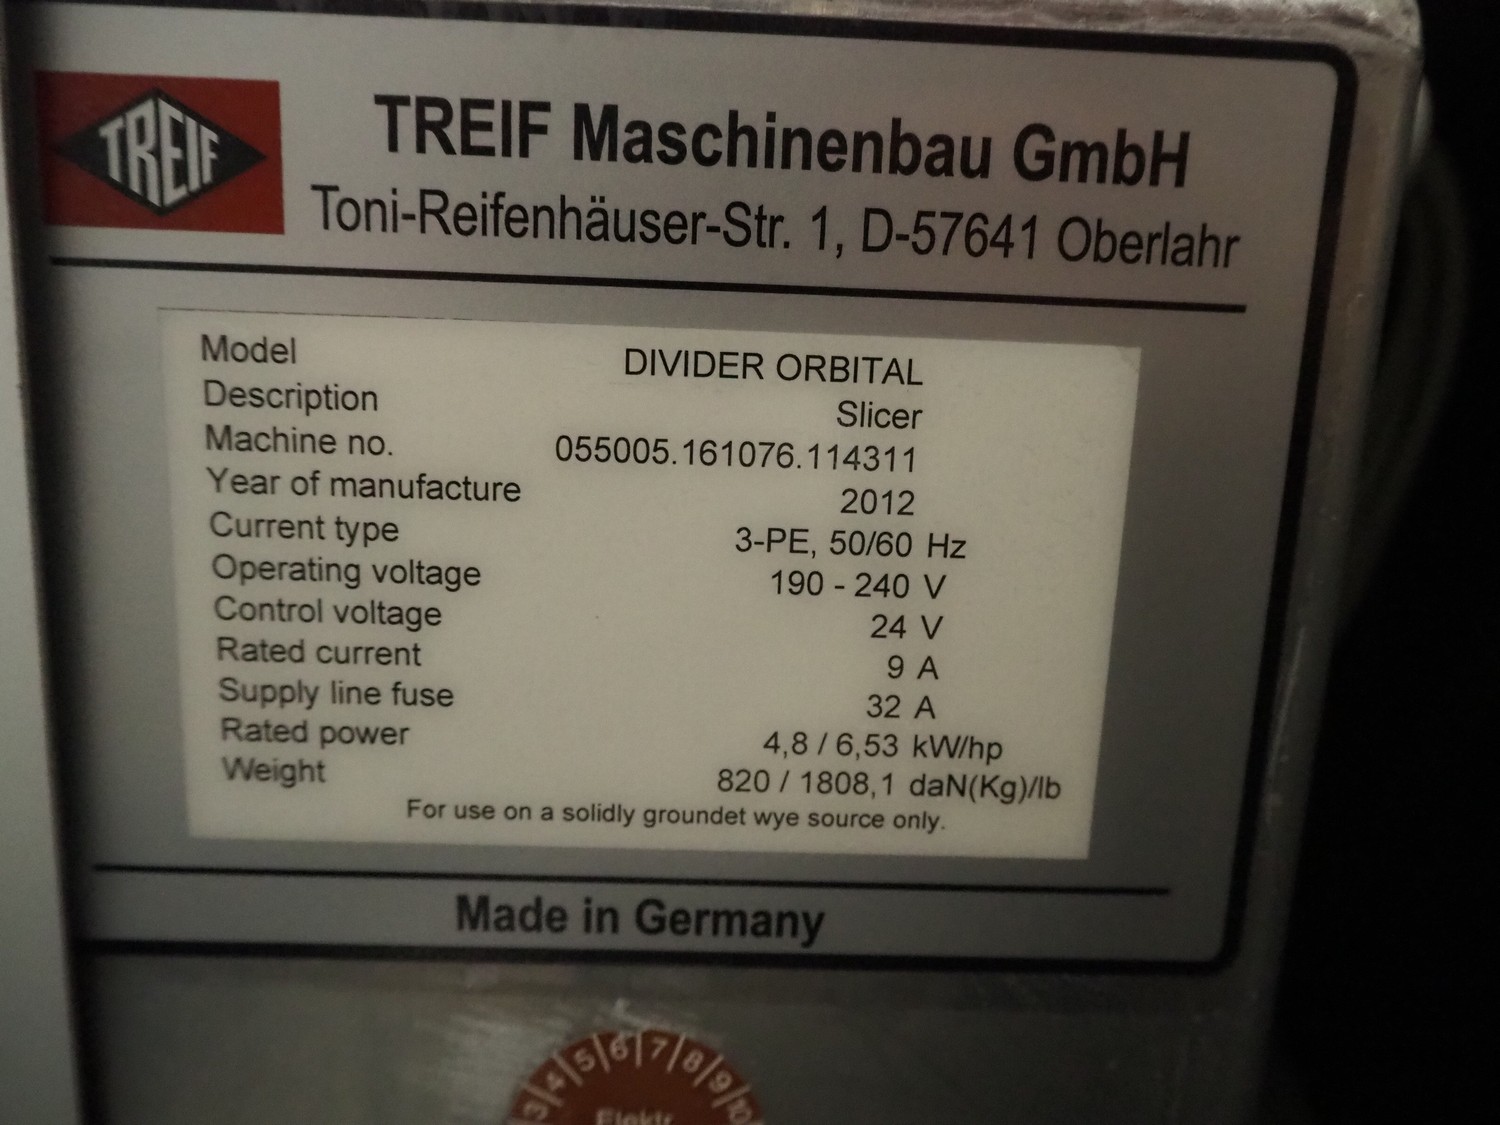 TREIF
TREIF Maschinenbau GmbH
Toni-Reifenhäuser-Str. 1, D-57641 Oberlahr
Model DIVIDER ORBITAL
Description Slicer
Machine no. 055005.161076.114311
Year of manufacture 2012
Current type 3-PE, 50/60 Hz
Operating voltage 190 - 240 V
Control voltage 24 V
Rated current 9 A
Supply line fuse 32 A
Rated power 4,8 / 6,53 kW/hp
Weight 820 / 1808,1 daN(Kg)/lb
For use on a solidly groundet wye source only.
Made in Germany
3 4 5 6 7 8 9 10
Elektr.